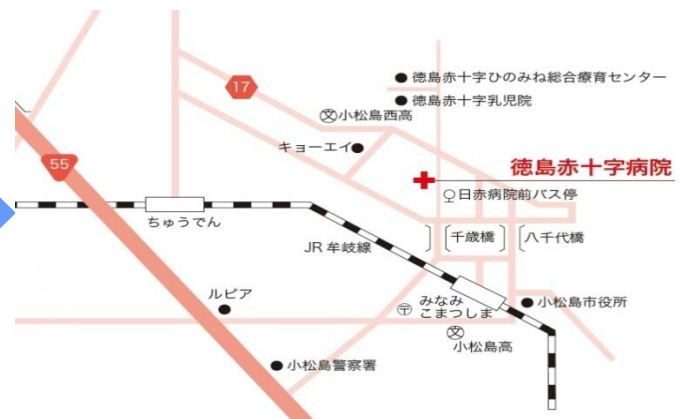 徳島赤十字ひのみね総合療育センター
17
徳島赤十字乳児院
文 小松島西高
キョーエイ
55
徳島赤十字病院
日赤病院前バス停
ちゅうでん
千歳橋
八千代橋
JR 牟岐線
ルピア
〒 みなみ
こまつしま
小松島市役所
文
小松島高
小松島警察署